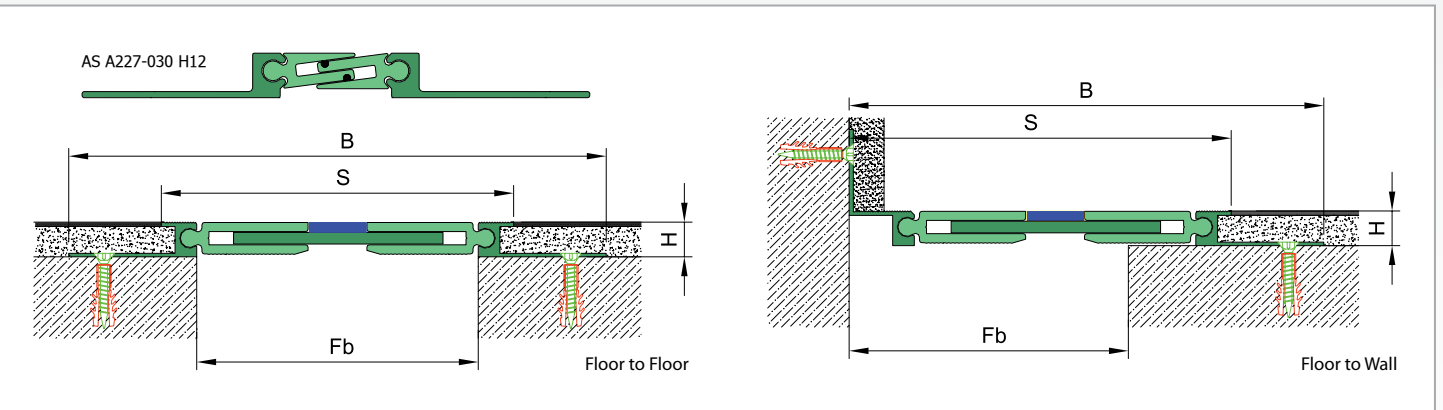 AS A227-030 H12
B
S
H
Fb
Floor to Floor
B
S
H
Fb
Floor to Wall